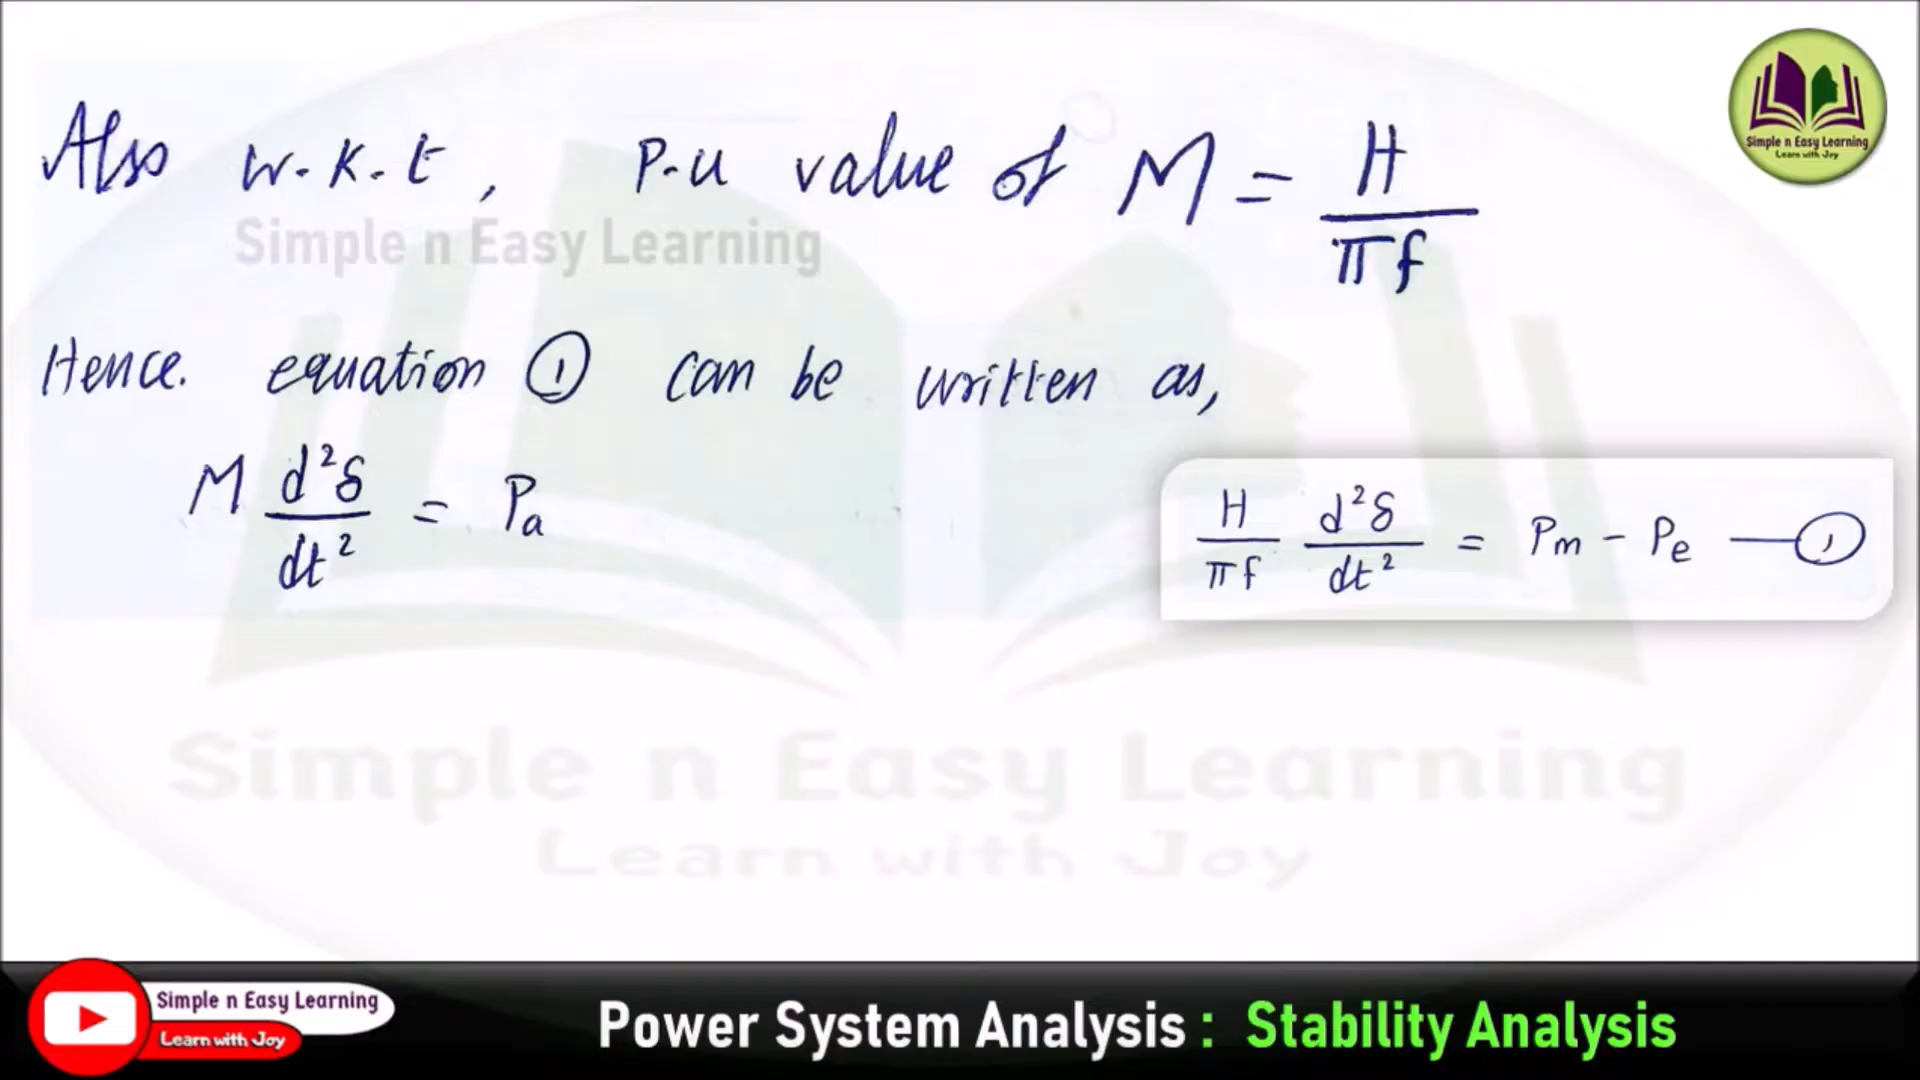 Also w.k.t, P.U value of M = H / πf
Simple n Easy Learning
Learn with Joy
Simple n Easy Learning
Hence. equation ① can be written as,
M d²δ / dt² = Pa
H / πf d²δ / dt² = Pm - Pe —①
Simple n Easy Learning
Learn with Joy
Simple n Easy Learning
Learn with Joy
Power System Analysis : Stability Analysis